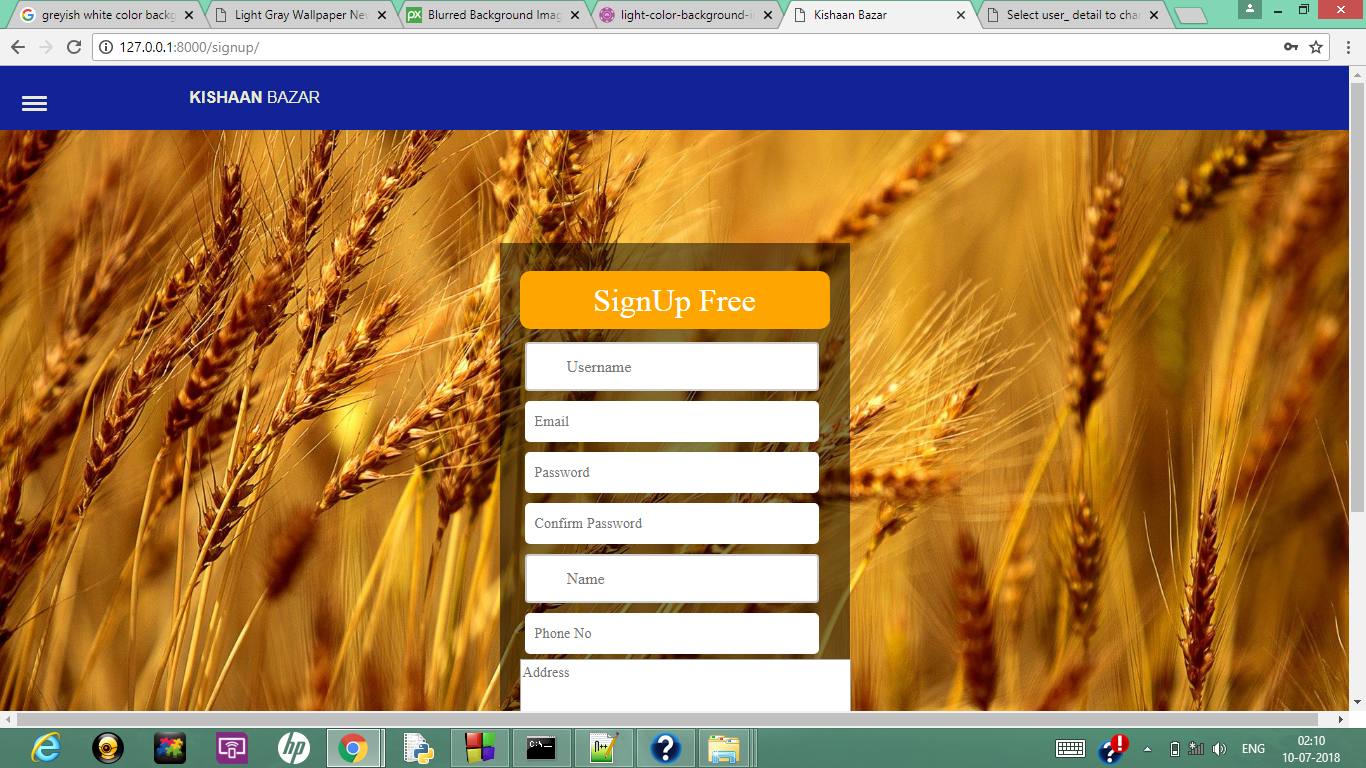 greyish white color backg
Light Gray Wallpaper New
Blurred Background Imag
light-color-background-i
Kishaan Bazar
Select user_ detail to cha
127.0.0.1:8000/signup/
KISHAAN BAZAR
SignUp Free
Username
Email
Password
Confirm Password
Name
Phone No
Address
ENG
02:10
10-07-2018